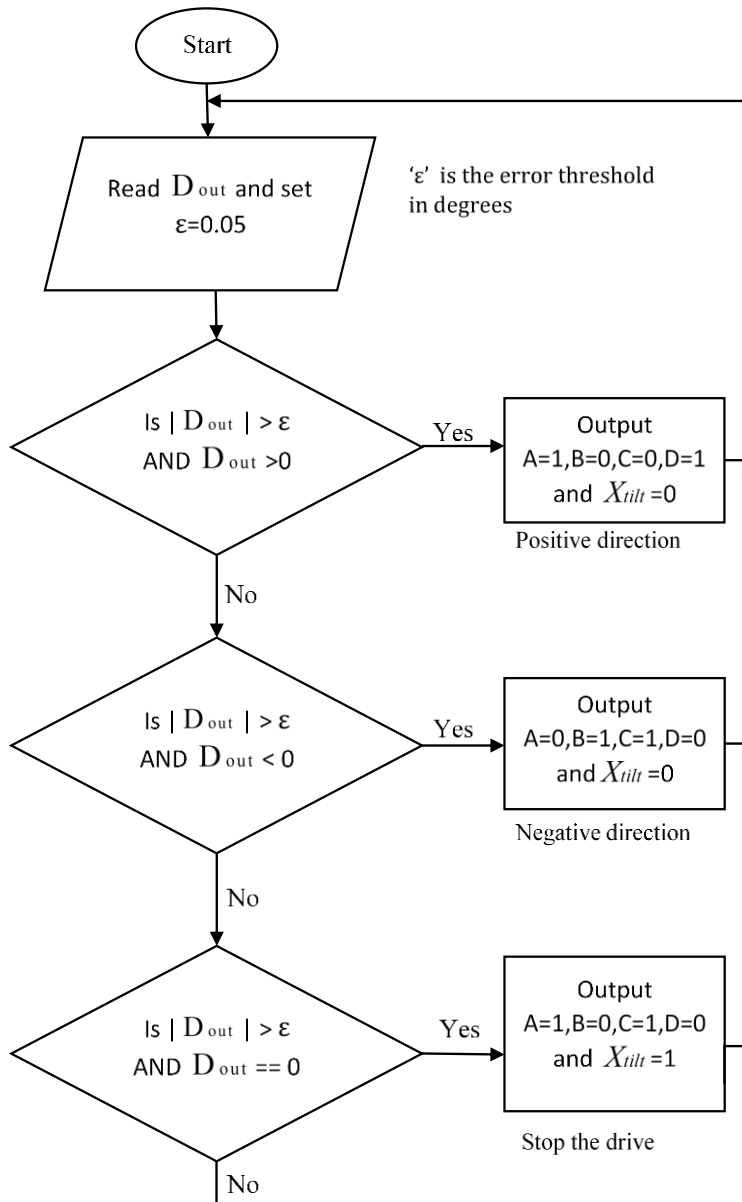 Start
Read D out and set
ε=0.05
‘ε’ is the error threshold
in degrees
Is | D out | > ε
AND D out >0
Yes
Output
A=1,B=0,C=0,D=1
and X tilt =0
Positive direction
No
Is | D out | > ε
AND D out < 0
Yes
Output
A=0,B=1,C=1,D=0
and X tilt =0
Negative direction
No
Is | D out | > ε
AND D out == 0
Yes
Output
A=1,B=0,C=1,D=0
and X tilt =1
Stop the drive
No